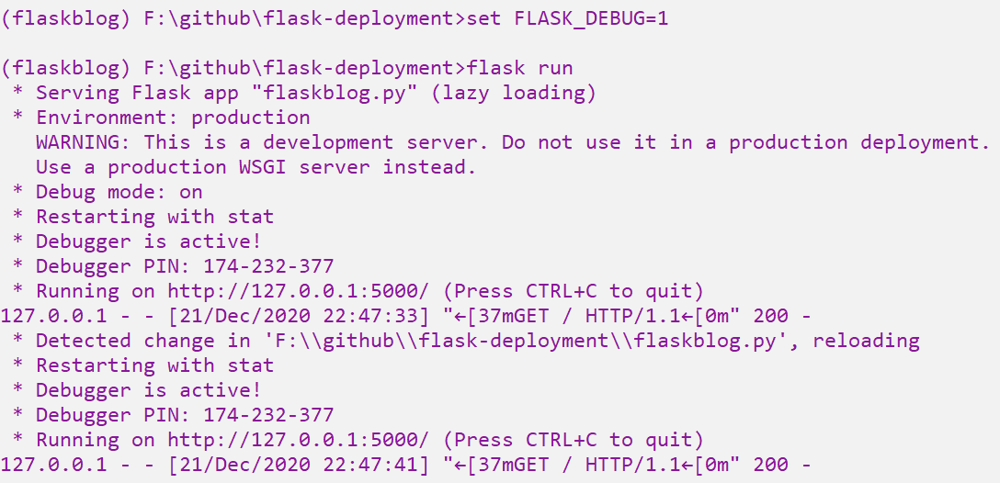 (flaskblog) F:\github\flask-deployment>set FLASK_DEBUG=1
(flaskblog) F:\github\flask-deployment>flask run
 * Serving Flask app "flaskblog.py" (lazy loading)
 * Environment: production
   WARNING: This is a development server. Do not use it in a production deployment.
   Use a production WSGI server instead.
 * Debug mode: on
 * Restarting with stat
 * Debugger is active!
 * Debugger PIN: 174-232-377
 * Running on http://127.0.0.1:5000/ (Press CTRL+C to quit)
127.0.0.1 - - [21/Dec/2020 22:47:33] "←[37mGET / HTTP/1.1←[0m" 200 -
 * Detected change in 'F:\\github\\flask-deployment\\flaskblog.py', reloading
 * Restarting with stat
 * Debugger is active!
 * Debugger PIN: 174-232-377
 * Running on http://127.0.0.1:5000/ (Press CTRL+C to quit)
127.0.0.1 - - [21/Dec/2020 22:47:41] "←[37mGET / HTTP/1.1←[0m" 200 -